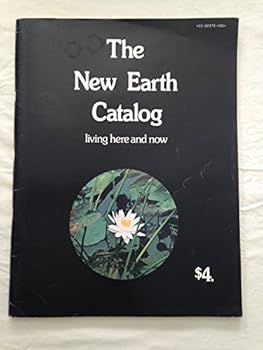 The
New Earth
Catalog
living here and now
$4.